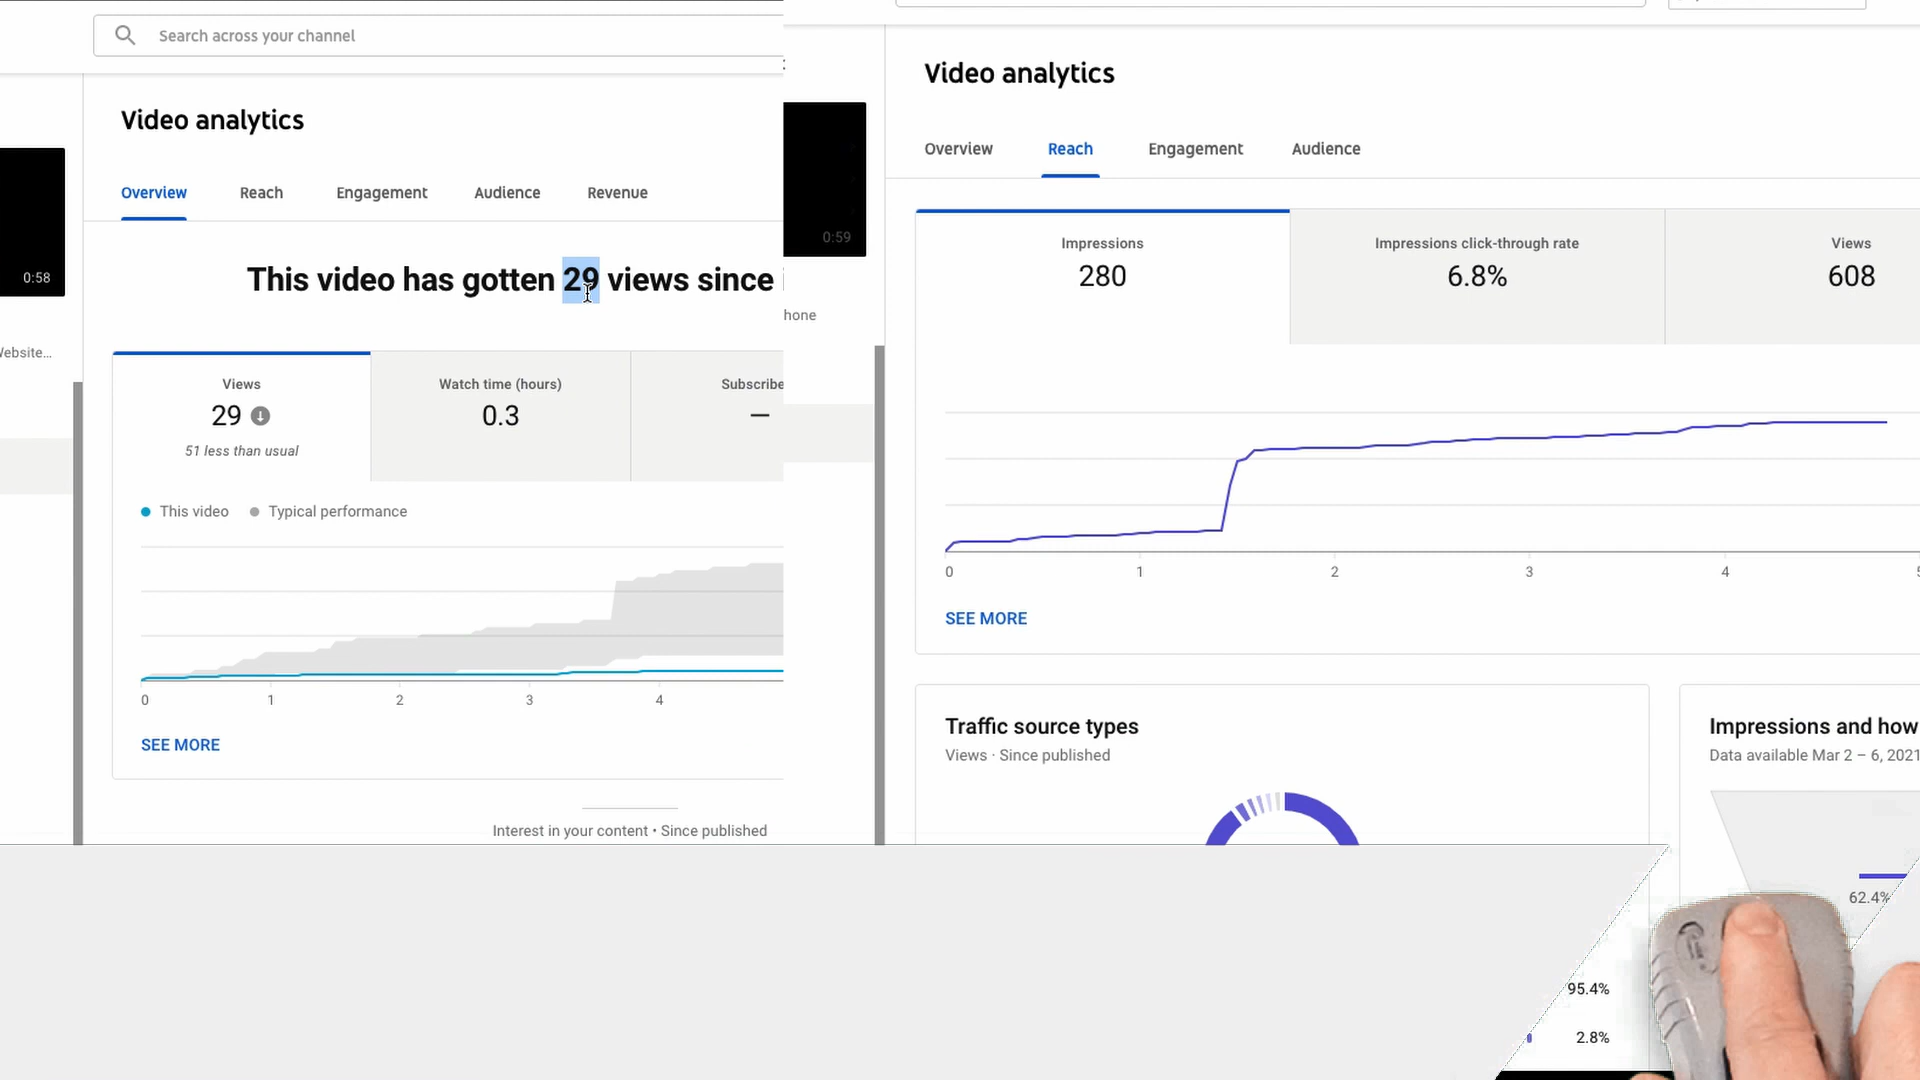 Search across your channel
Video analytics
Overview Reach Engagement Audience Revenue
0:58
This video has gotten 29 views since
Views
29
51 less than usual
Watch time (hours)
0.3
Subscribe
—
This video Typical performance
0 1 2 3 4
SEE MORE
Interest in your content • Since published
Video analytics
Overview Reach Engagement Audience
0:59
hone
Impressions
280
Impressions click-through rate
6.8%
Views
608
0 1 2 3 4
SEE MORE
Traffic source types
Views · Since published
Impressions and how
Data available Mar 2 – 6, 2021
62.4%
95.4%
2.8%